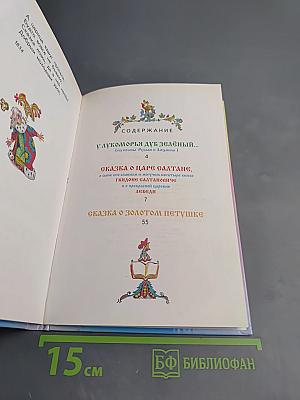 1834
СОДЕРЖАНИЕ
У ЛУКОМОРЬЯ ДУБ ЗЕЛЁНЫЙ...
(из поэмы «Руслан и Людмила»)
4
СКАЗКА О ЦАРЕ САЛТАНЕ,
о сыне его славном и могучем богатыре князе
ГВИДОНЕ САЛТАНОВИЧЕ
и о прекрасной царевне
ЛЕБЕДИ
7
СКАЗКА О ЗОЛОТОМ ПЕТУШКЕ
55
15 СМ
БФ БИБЛИОФАН